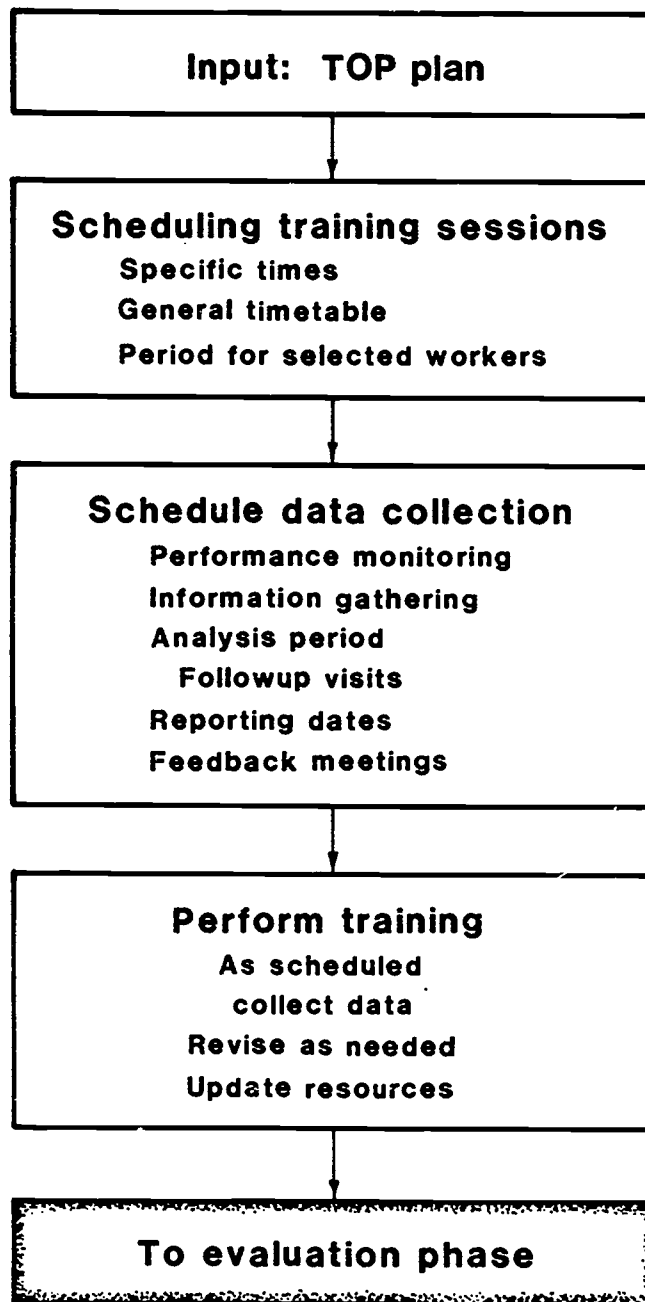 Input: TOP plan
Scheduling training sessions
Specific times
General timetable
Period for selected workers
Schedule data collection
Performance monitoring
Information gathering
Analysis period
Followup visits
Reporting dates
Feedback meetings
Perform training
As scheduled
collect data
Revise as needed
Update resources
To evaluation phase